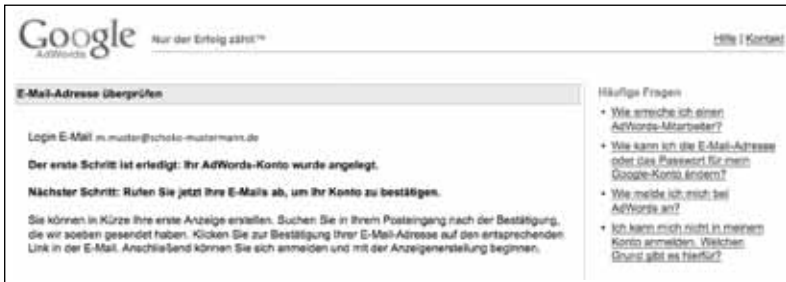 Google Nur der Erfolg zählt™ Hilfe | Kontakt
AdWords
E-Mail-Adresse überprüfen
Login E-Mail m.muster@schoko-mustermann.de
Der erste Schritt ist erledigt: Ihr AdWords-Konto wurde angelegt.
Nächster Schritt: Rufen Sie jetzt Ihre E-Mails ab, um Ihr Konto zu bestätigen.
Sie können in Kürze Ihre erste Anzeige erstellen. Suchen Sie in Ihrem Posteingang nach der Bestätigung,
die wir soeben gesendet haben. Klicken Sie zur Bestätigung Ihrer E-Mail-Adresse auf den entsprechenden
Link in der E-Mail. Anschließend können Sie sich anmelden und mit der Anzeigenerstellung beginnen.
Häufige Fragen
• Wie erreiche ich einen
AdWords-Mitarbeiter?
• Wie kann ich die E-Mail-Adresse
oder das Passwort für mein
Google-Konto ändern?
• Wie melde ich mich bei
AdWords an?
• Ich kann mich nicht in meinem
Konto anmelden. Welchen
Grund gibt es hierfür?